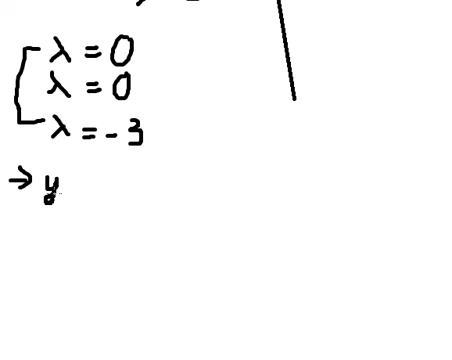 λ = 0
λ = 0
λ = - 3
→ y